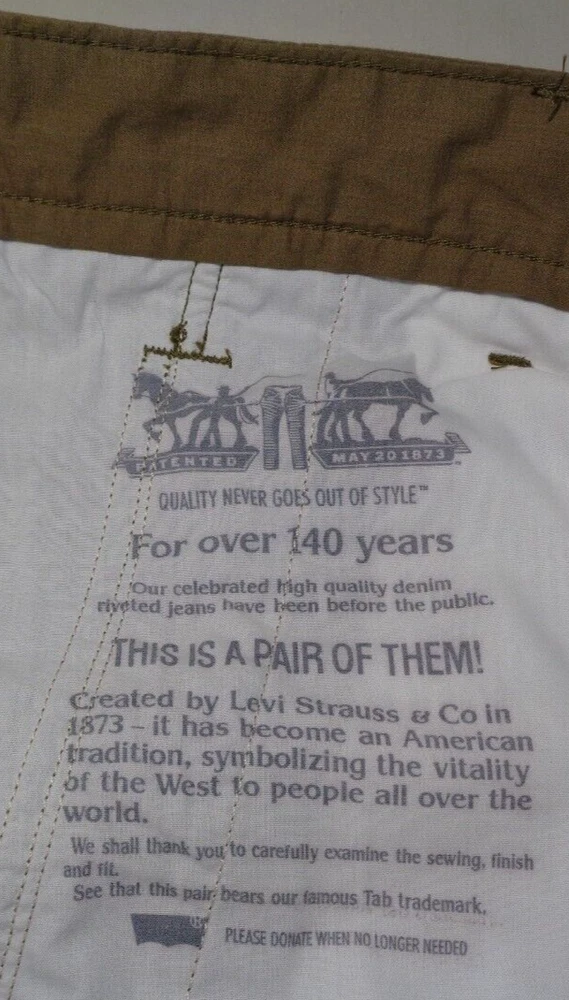 PATENTED MAY 20 1873
QUALITY NEVER GOES OUT OF STYLE™
For over 140 years
Our celebrated high quality denim
riveted jeans have been before the public.
THIS IS A PAIR OF THEM!
Created by Levi Strauss & Co in
1873 – it has become an American
tradition, symbolizing the vitality
of the West to people all over the
world.
We shall thank you to carefully examine the sewing, finish
and fit.
See that this pair bears our famous Tab trademark.
PLEASE DONATE WHEN NO LONGER NEEDED